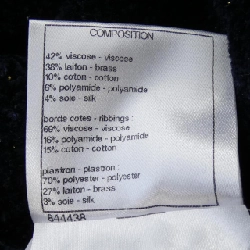 COMPOSITION
42% viscose - viscose
38% laiton - brass
10% coton - cotton
6% polyamide - polyamide
4% soie - silk
bords cotes - ribbings :
69% viscose - viscose
16% polyamide - polyamide
15% coton - cotton
plastron - plastron :
70% polyester - polyester
27% laiton - brass
3% soie - silk
844438